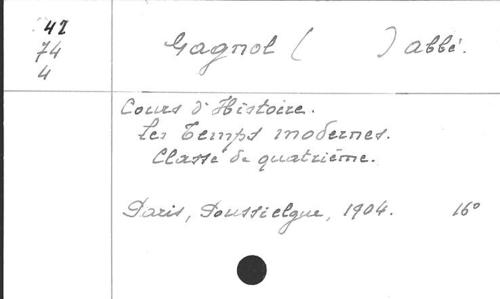 42
74
4
Gagnol ( ) abbé.
Cours d'Histoire.
Les Temps modernes.
Classe de quatrième.
Paris, Poussielgue, 1904. 16°